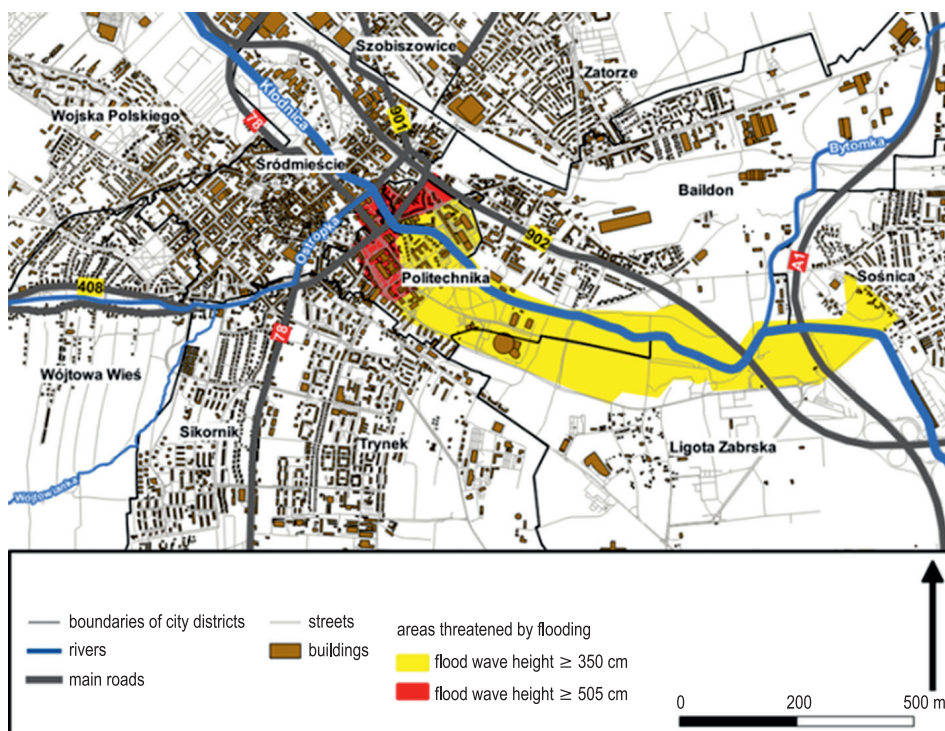 Szobiszowice
Zatorze
Kłodnica
901
Wojska Polskiego
78
Bytomka
Śródmieście
Baildon
Ostropka
902
A1
Politechnika
Sośnica
408
78
Wójtowa Wieś
Sikornik
Trynek
Ligota Zabrska
Wójtowianka
boundaries of city districts
streets
areas threatened by flooding
rivers
buildings
flood wave height ≥ 350 cm
main roads
flood wave height ≥ 505 cm
0 200 500 m